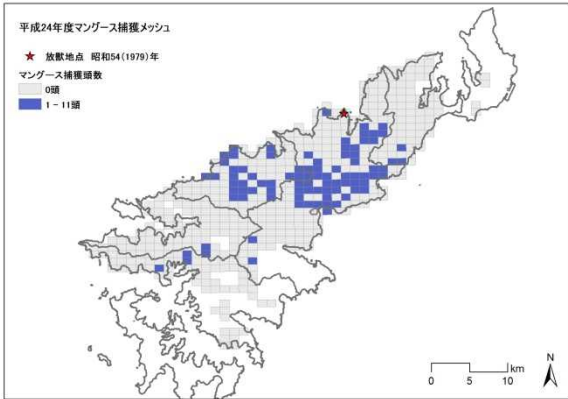 平成24年度マングース捕獲メッシュ
★ 放獣地点 昭和54(1979)年
マングース捕獲頭数
0頭
1 - 11頭
N
km
0 5 10